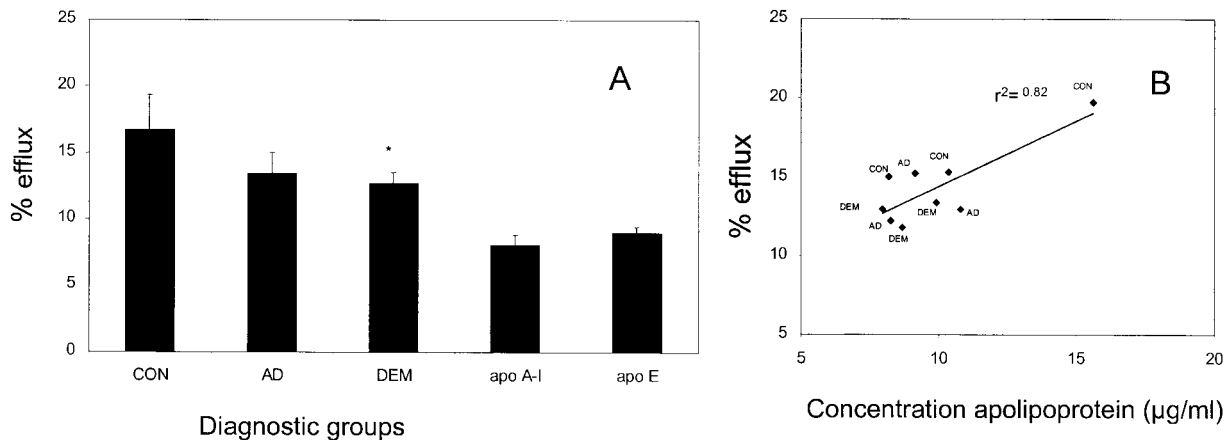 25
20
15
10
5
0
% efflux
A
*
CON AD DEM apo A-I apo E
Diagnostic groups
25
20
15
10
5
% efflux
B
r²= 0.82
CON
CON AD CON
DEM DEM AD
AD DEM
5 10 15 20
Concentration apolipoprotein (µg/ml)